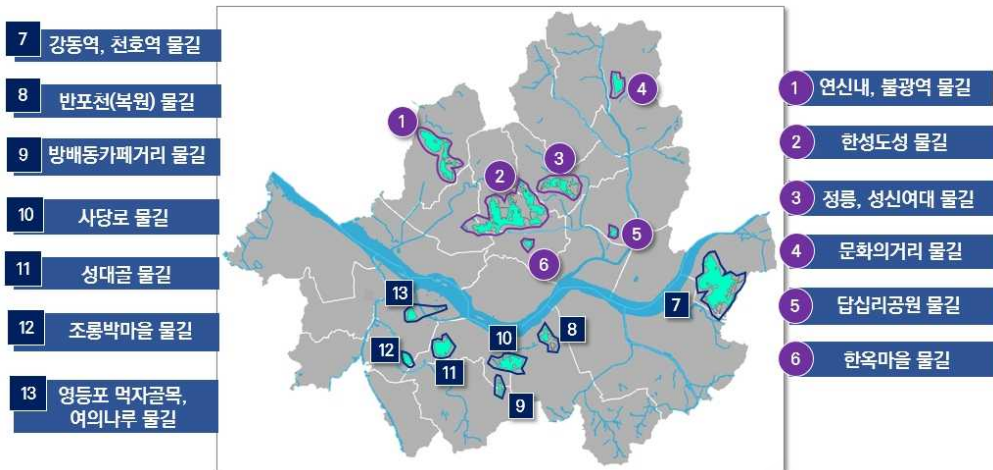 7 강동역, 천호역 물길
8 반포천(복원) 물길
9 방배동카페거리 물길
10 사당로 물길
11 성대골 물길
12 조롱박마을 물길
13 영등포 먹자골목,
여의나루 물길
1
2
3
4
5
6
7
8
9
10
11
12
13
1 연신내, 불광역 물길
2 한성도성 물길
3 정릉, 성신여대 물길
4 문화의거리 물길
5 답십리공원 물길
6 한옥마을 물길